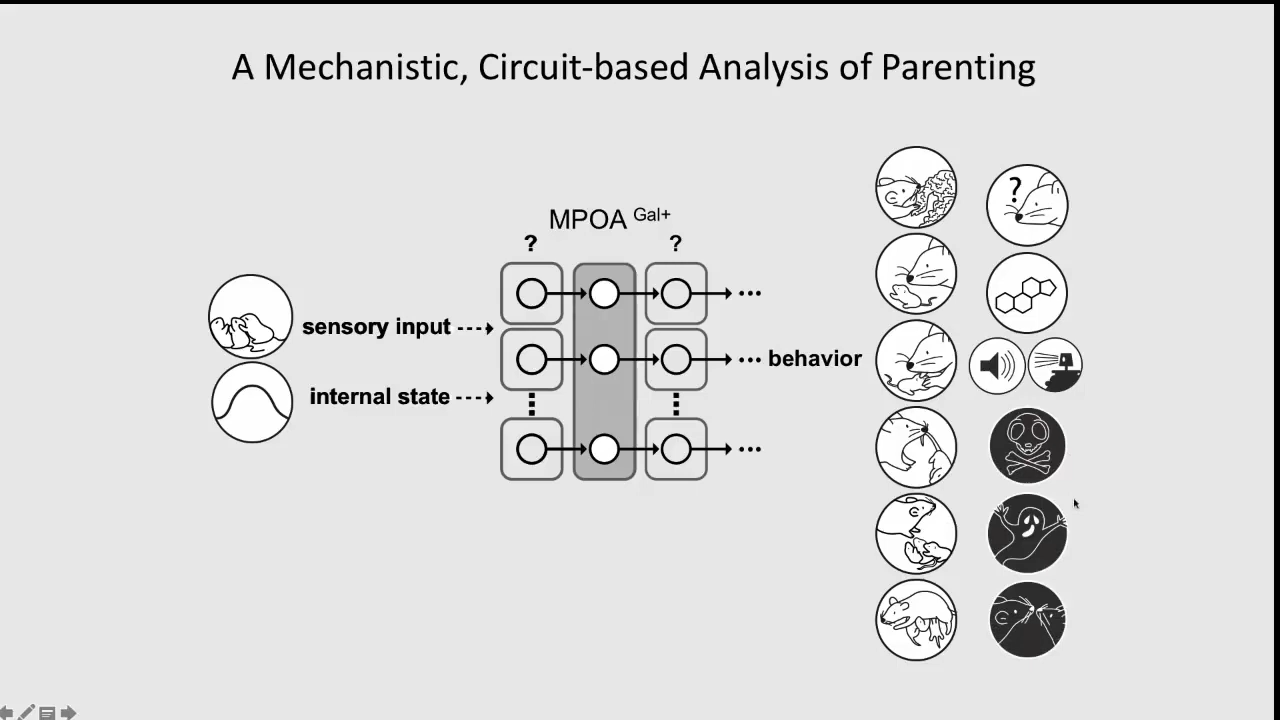 A Mechanistic, Circuit-based Analysis of Parenting
MPOA Gal+
? ?
?
sensory input
... behavior
internal state
...
...